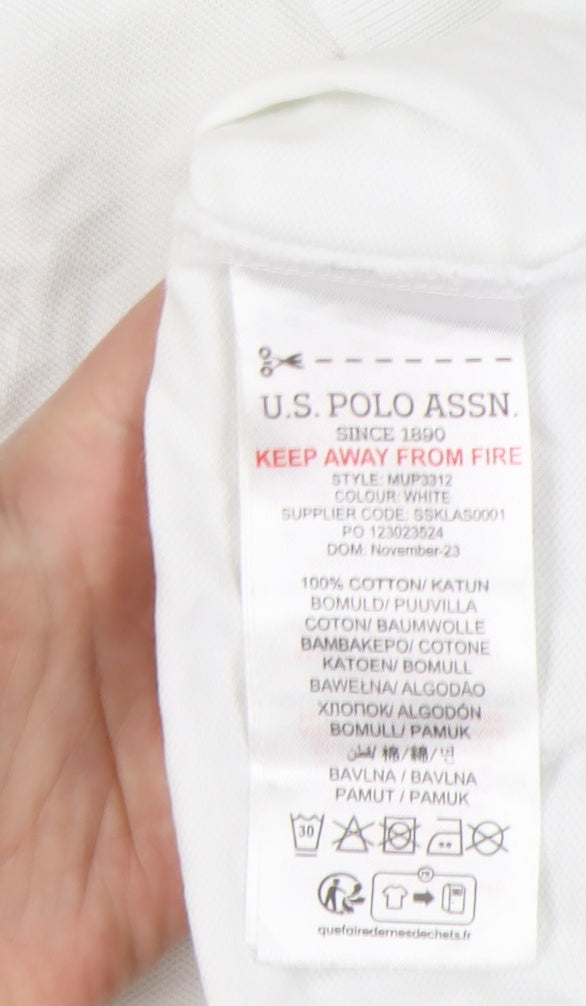 U.S. POLO ASSN.
SINCE 1890
KEEP AWAY FROM FIRE
STYLE: MUP3312
COLOUR: WHITE
SUPPLIER CODE: SSKLAS0001
PO 123023524
DOM: November-23
100% COTTON/ KATUN
BOMULD/ PUUVILLA
COTON/ BAUMWOLLE
BAMBAKEPO/ COTONE
KATOEN/ BOMULL
BAWEŁNA/ ALGODÃO
ХЛОПОК/ ALGODÓN
BOMULL/ PAMUK
قطن/ 棉/綿/면
BAVLNA / BAVLNA
PAMUT / PAMUK
30
FR
quefairedemesdechets.fr